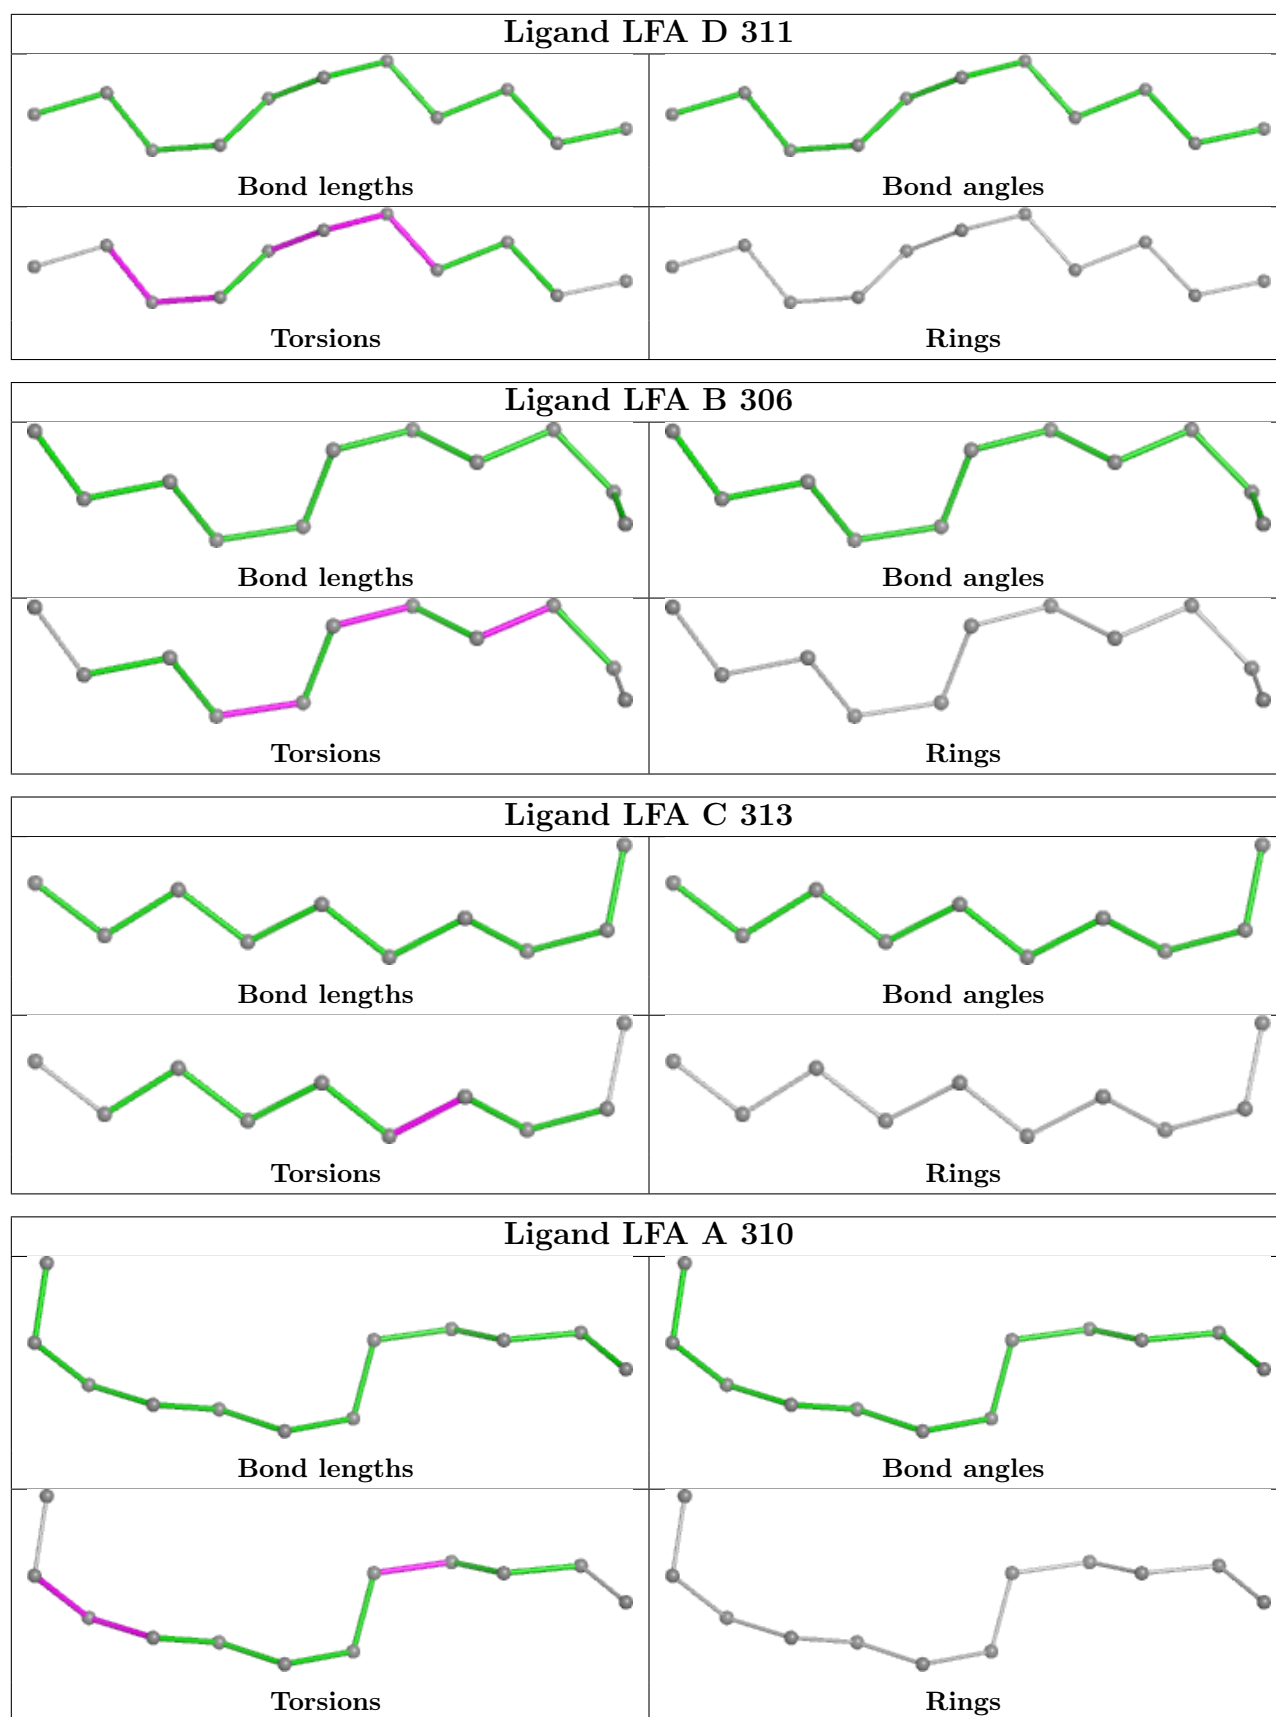 Ligand LFA D 311
Bond lengths
Bond angles
Torsions
Rings
Ligand LFA B 306
Bond lengths
Bond angles
Torsions
Rings
Ligand LFA C 313
Bond lengths
Bond angles
Torsions
Rings
Ligand LFA A 310
Bond lengths
Bond angles
Torsions
Rings